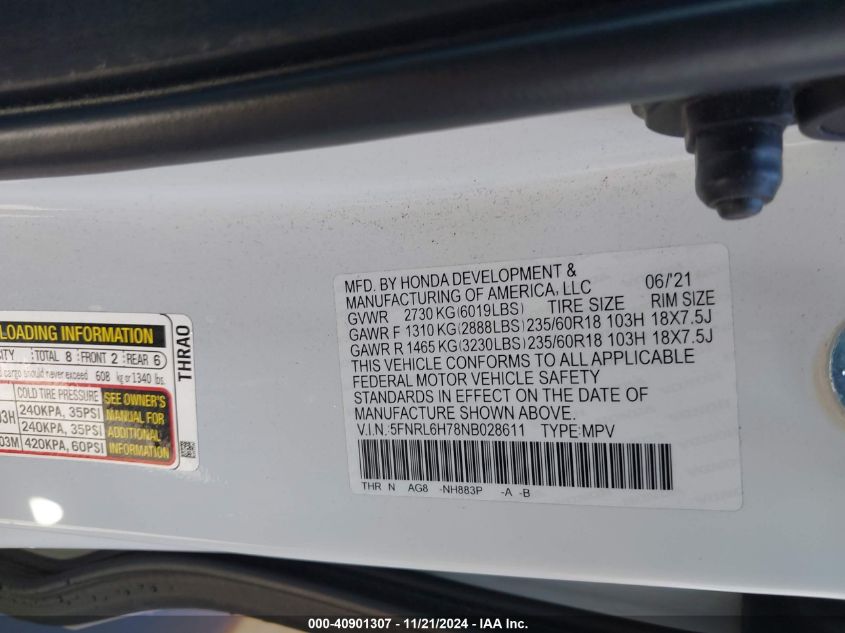 MFD. BY HONDA DEVELOPMENT & 06/'21
MANUFACTURING OF AMERICA, LLC
GVWR 2730 KG (6019LBS) TIRE SIZE RIM SIZE
GAWR F 1310 KG (2888LBS) 235/60R18 103H 18X7.5J
GAWR R 1465 KG (3230LBS) 235/60R18 103H 18X7.5J
THIS VEHICLE CONFORMS TO ALL APPLICABLE
FEDERAL MOTOR VEHICLE SAFETY
STANDARDS IN EFFECT ON THE DATE OF
MANUFACTURE SHOWN ABOVE.
V.I.N.:5FNRL6H78NB028611 TYPE:MPV
THR N AG8 -NH883P -A -B
LOADING INFORMATION
TOTAL 8 FRONT 2 REAR 6
cargo should never exceed 608 kg or 1340 lbs.
COLD TIRE PRESSURE
240KPA, 35PSI
240KPA, 35PSI
420KPA, 60PSI
SEE OWNER'S
MANUAL FOR
ADDITIONAL
INFORMATION
THRA0
000-40901307 - 11/21/2024 - IAA Inc.